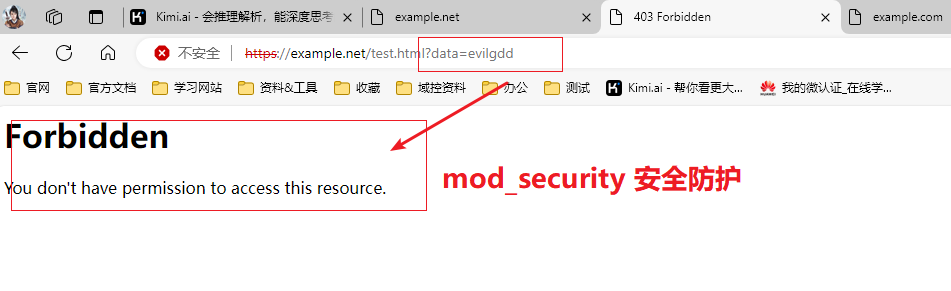 Kimi.ai - 会推理解析，能深度思考
example.net
403 Forbidden
example.com
不安全 https://example.net/test.html?data=evilgdd
官网 官方文档 学习网站 资料&工具 收藏 域控资料 办公 测试 Kimi.ai - 帮你看更大... 我的微认证_在线学...
Forbidden
You don't have permission to access this resource.
mod_security 安全防护